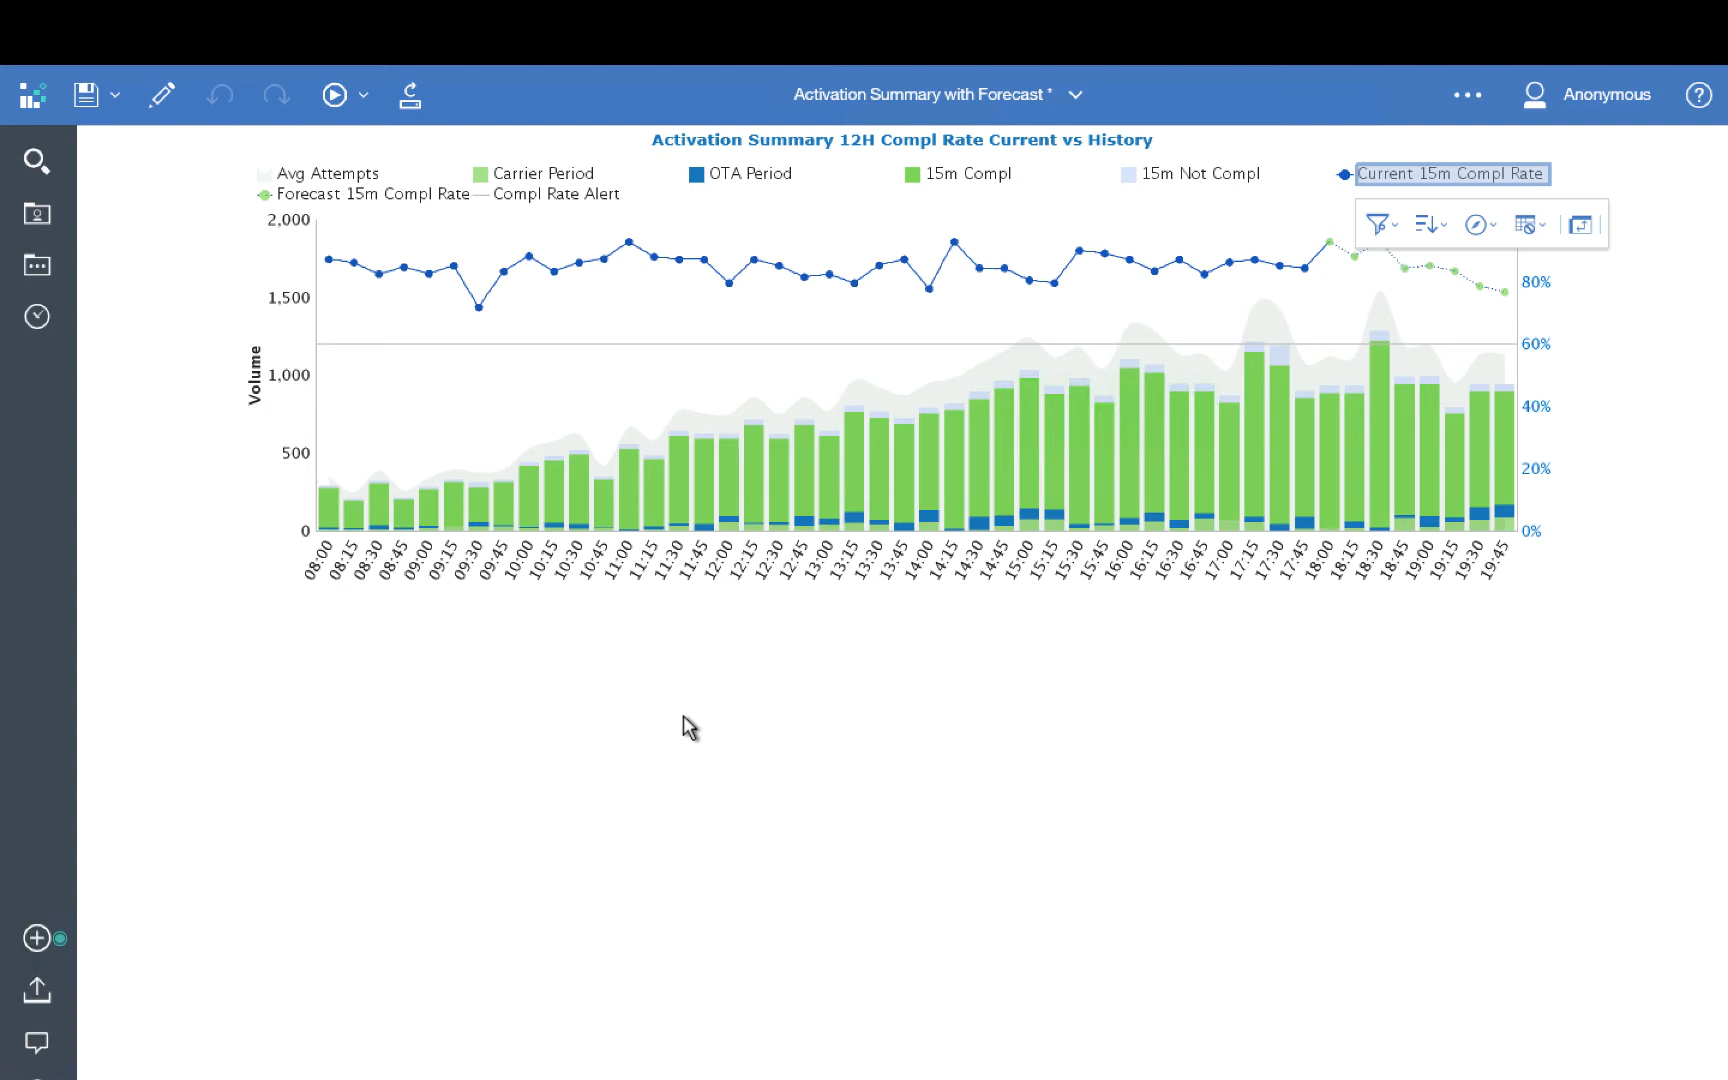 Activation Summary with Forecast *
Anonymous
Activation Summary 12H Compl Rate Current vs History
Avg Attempts Carrier Period OTA Period 15m Compl 15m Not Compl Current 15m Compl Rate
Forecast 15m Compl Rate Compl Rate Alert
2,000
1,500
1,000
500
0
Volume
80%
60%
40%
20%
0%
08:00 08:15 08:30 08:45 09:00 09:15 09:30 09:45 10:00 10:15 10:30 10:45 11:00 11:15 11:30 11:45 12:00 12:15 12:30 12:45 13:00 13:15 13:30 13:45 14:00 14:15 14:30 14:45 15:00 15:15 15:30 15:45 16:00 16:15 16:30 16:45 17:00 17:15 17:30 17:45 18:00 18:15 18:30 18:45 19:00 19:15 19:30 19:45